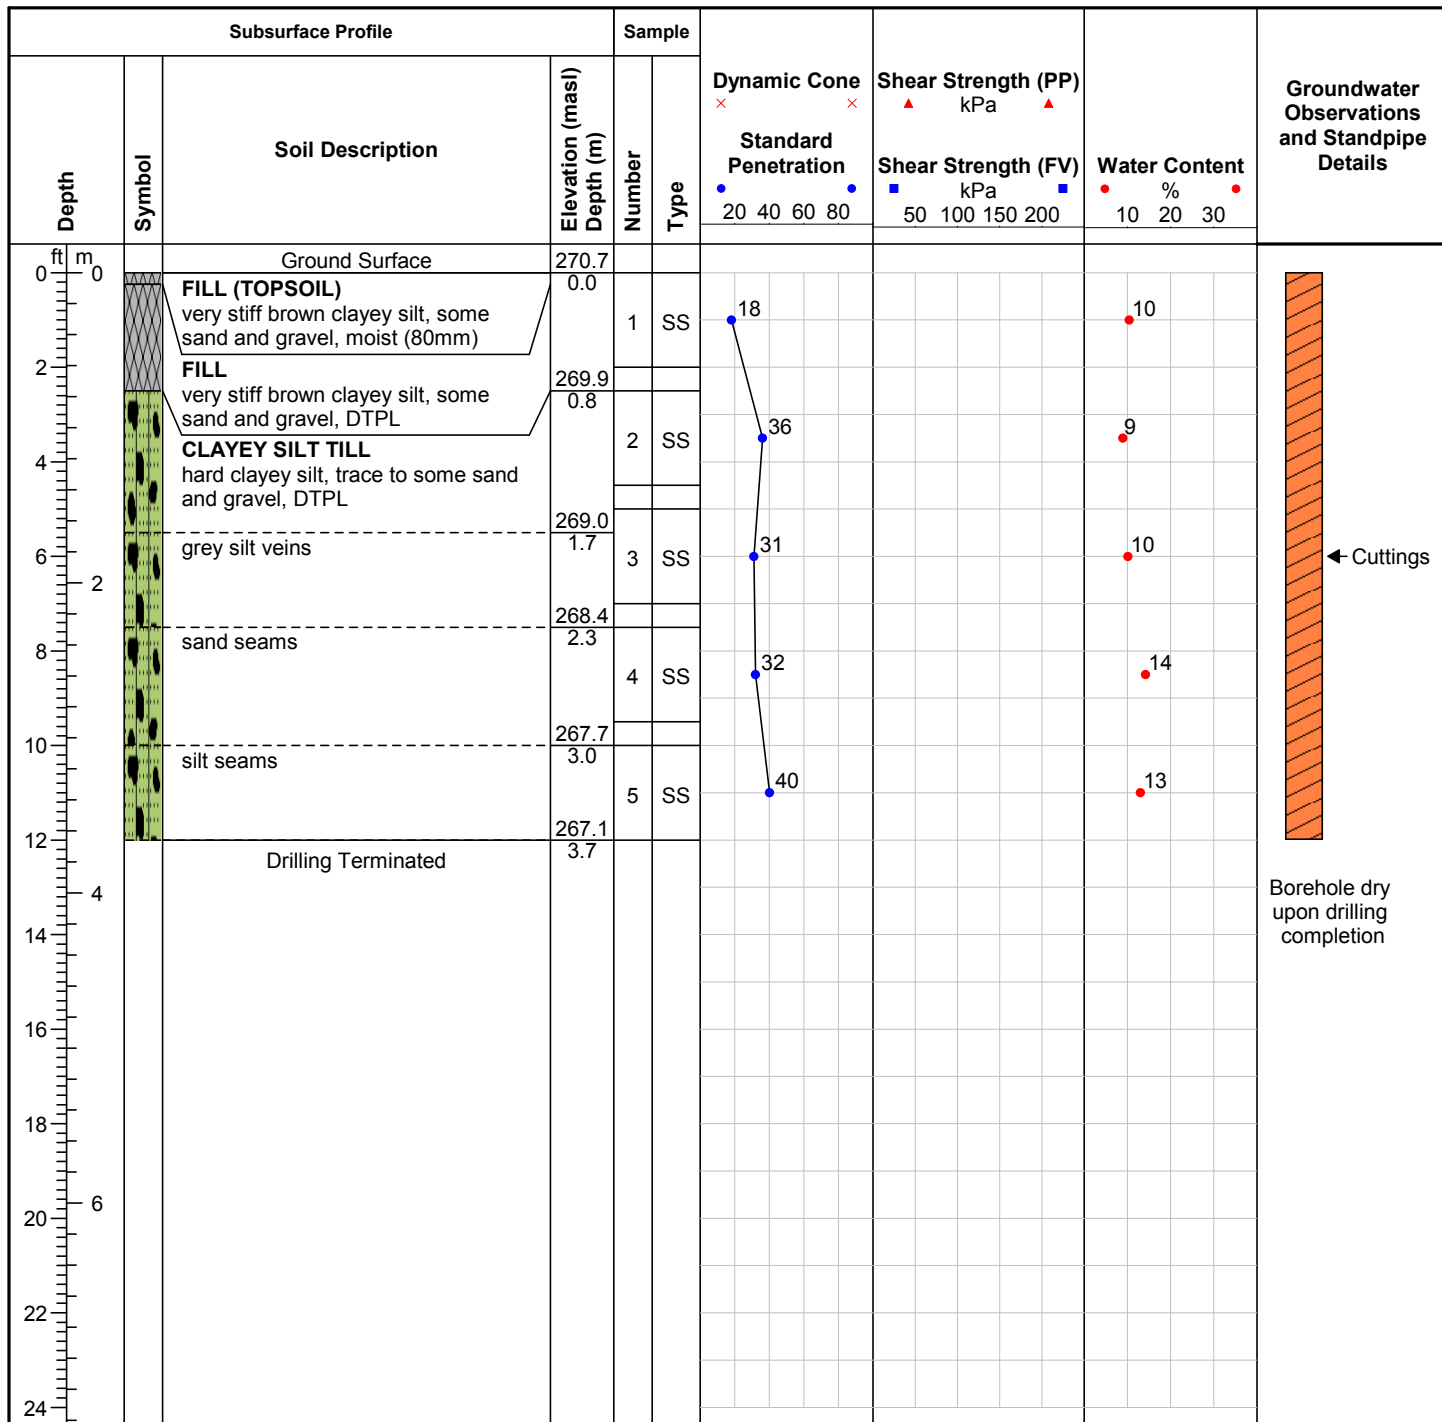 Subsurface Profile
Sample
Depth
Symbol
Soil Description
Elevation (masl)
Depth (m)
Number
Type
Dynamic Cone
Standard
Penetration
20 40 60 80
Shear Strength (PP)
kPa
Shear Strength (FV)
kPa
50 100 150 200
Water Content
%
10 20 30
Groundwater
Observations
and Standpipe
Details
ft m
0 0
2
4
6
2
8
10
12
4
14
16
18
6
20
22
24
Ground Surface
270.7
0.0
FILL (TOPSOIL)
very stiff brown clayey silt, some
sand and gravel, moist (80mm)
1 SS
18
10
FILL
very stiff brown clayey silt, some
sand and gravel, DTPL
269.9
0.8
CLAYEY SILT TILL
hard clayey silt, trace to some sand
and gravel, DTPL
2 SS
36
9
269.0
1.7
grey silt veins
3 SS
31
10
Cuttings
268.4
2.3
sand seams
4 SS
32
14
267.7
3.0
silt seams
5 SS
40
13
267.1
3.7
Drilling Terminated
Borehole dry
upon drilling
completion